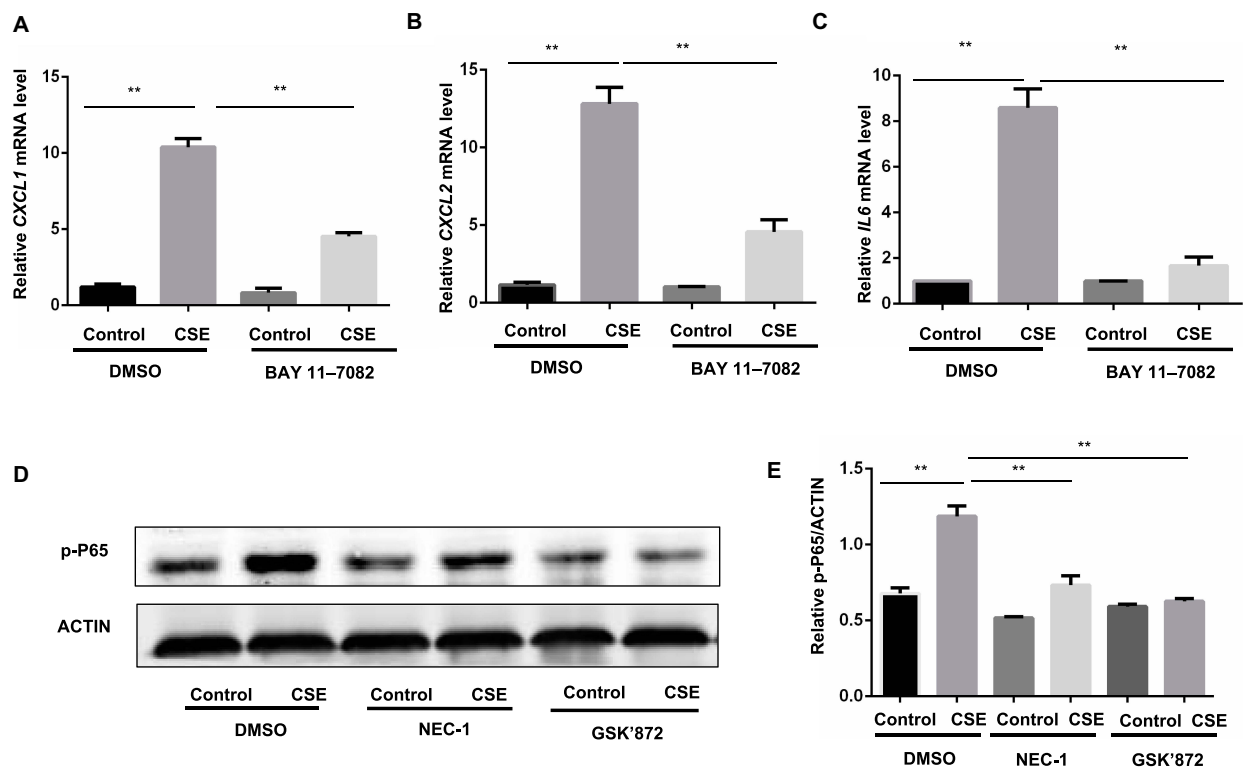 A
Relative CXCL1 mRNA level
15
10
5
0
**
**
Control CSE Control CSE
DMSO BAY 11–7082
B
Relative CXCL2 mRNA level
15
10
5
0
**
**
Control CSE Control CSE
DMSO BAY 11–7082
C
Relative IL6 mRNA level
10
8
6
4
2
0
**
**
Control CSE Control CSE
DMSO BAY 11–7082
D
p-P65
ACTIN
Control CSE Control CSE Control CSE
DMSO NEC-1 GSK’872
E
Relative p-P65/ACTIN
1.5
1.0
0.5
0.0
**
**
**
Control CSE Control CSE Control CSE
DMSO NEC-1 GSK’872